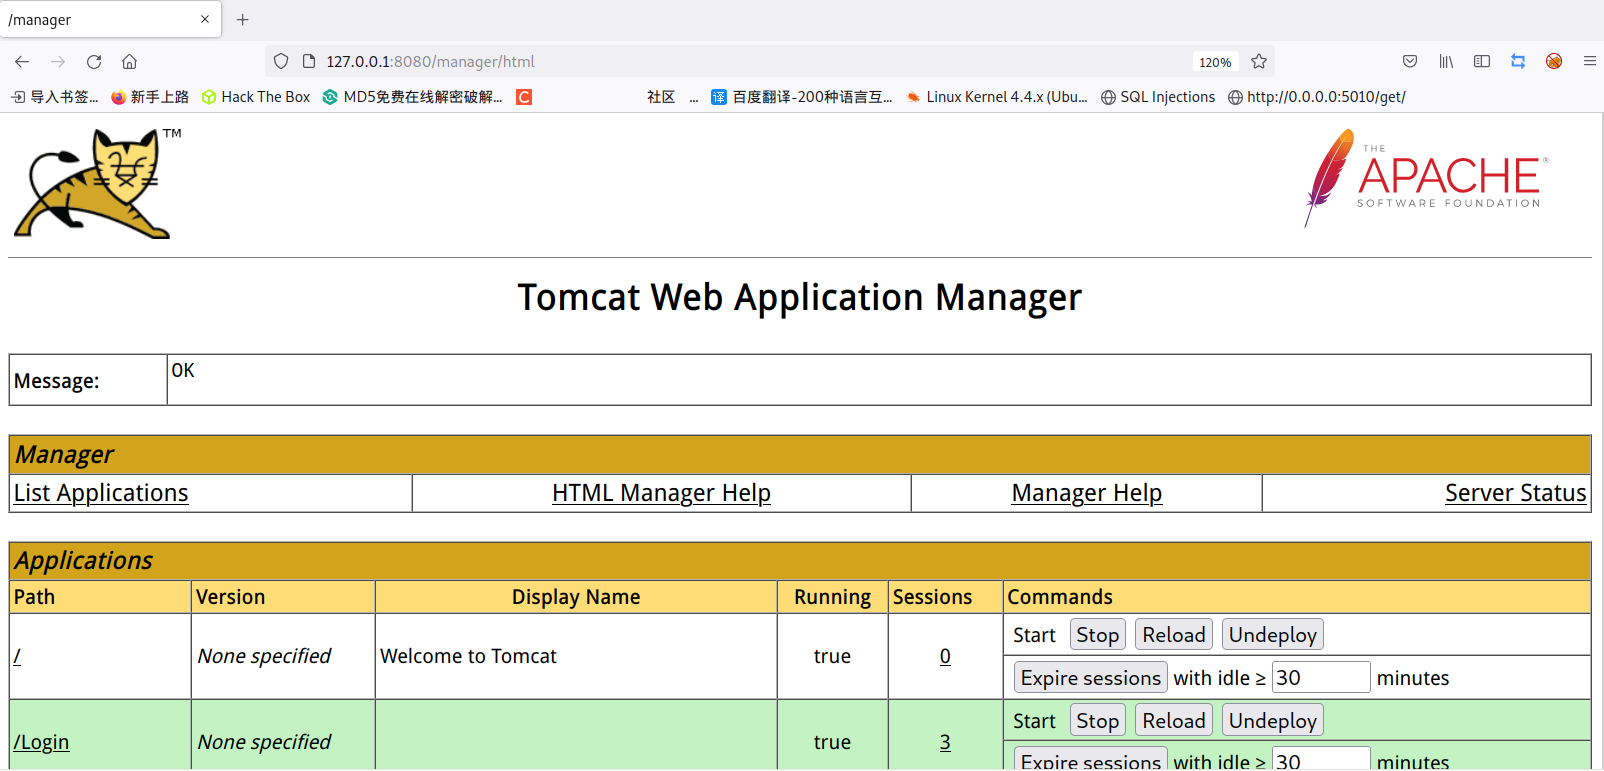 /manager
127.0.0.1:8080/manager/html
120%
导入书签... 新手上路 Hack The Box MD5免费在线解密破解... C 社区 ... 译 百度翻译-200种语言互... Linux Kernel 4.4.x (Ubu... SQL Injections http://0.0.0.0:5010/get/
TM
THE
APACHE®
SOFTWARE FOUNDATION
Tomcat Web Application Manager
Message: OK
Manager
List Applications HTML Manager Help Manager Help Server Status
Applications
Path Version Display Name Running Sessions Commands
/ None specified Welcome to Tomcat true 0 Start Stop Reload Undeploy
Expire sessions with idle ≥ 30 minutes
/Login None specified true 3 Start Stop Reload Undeploy
Expire sessions with idle ≥ 30 minutes